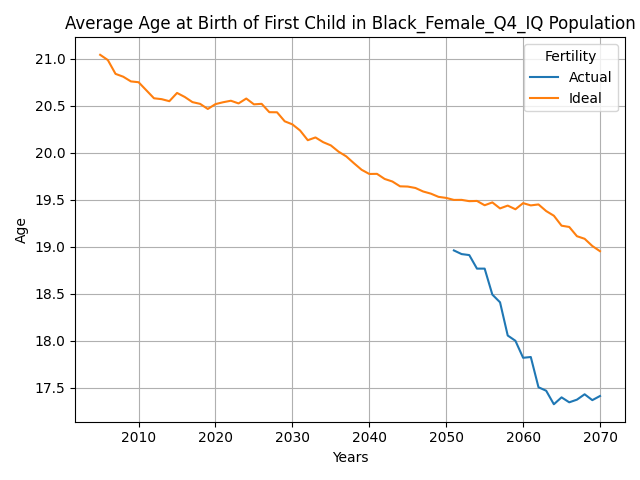 Average Age at Birth of First Child in Black_Female_Q4_IQ Population
Fertility
Actual
Ideal
Age
21.0
20.5
20.0
19.5
19.0
18.5
18.0
17.5
2010 2020 2030 2040 2050 2060 2070
Years